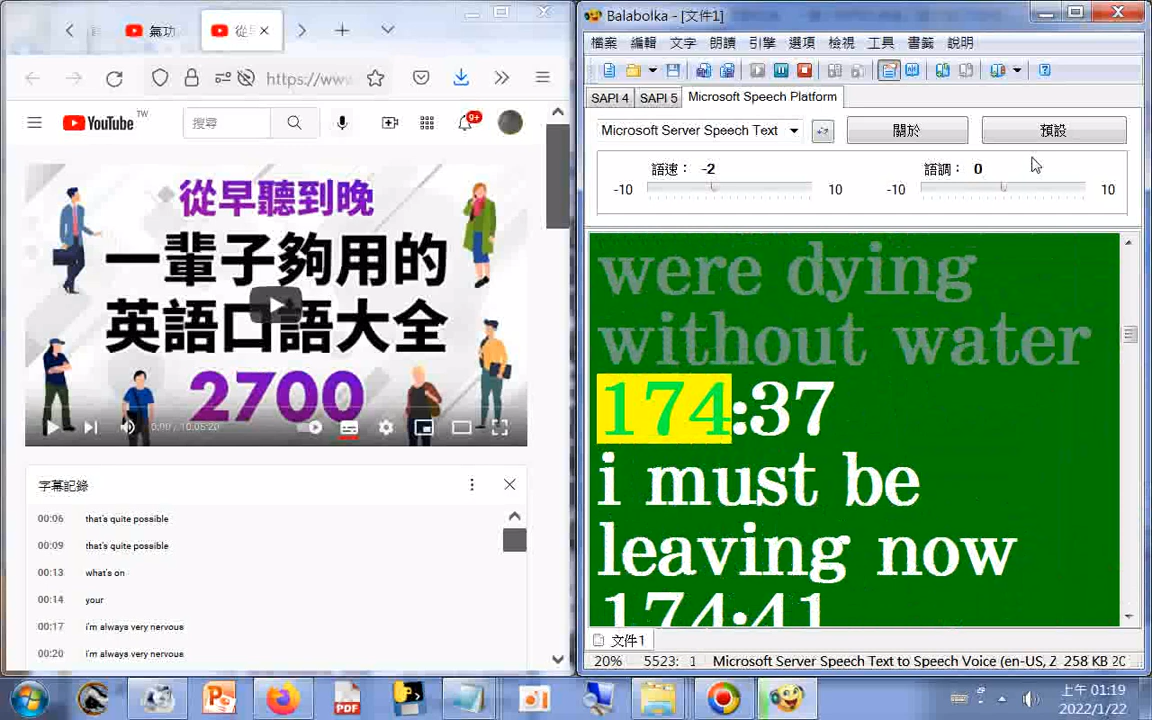 氣功
從
https://www
YouTube TW
搜尋
9+
從早聽到晚
一輩子夠用的
英語口語大全
2700
0:00 / 10:05:20
字幕記錄
00:06 that's quite possible
00:09 that's quite possible
00:13 what's on
00:14 your
00:17 i'm always very nervous
00:20 i'm always very nervous
Balabolka - [文件1]
檔案 編輯 文字 朗讀 引擎 選項 檢視 工具 書籤 說明
SAPI 4 SAPI 5 Microsoft Speech Platform
Microsoft Server Speech Text 關於 預設
語速： -2 語調： 0
-10 10 -10 10
were dying
without water
174:37
i must be
leaving now
174:41
文件1
20% 5523: 1 Microsoft Server Speech Text to Speech Voice (en-US, 2 258 KB 20
PDF
上午 01:19
2022/1/22